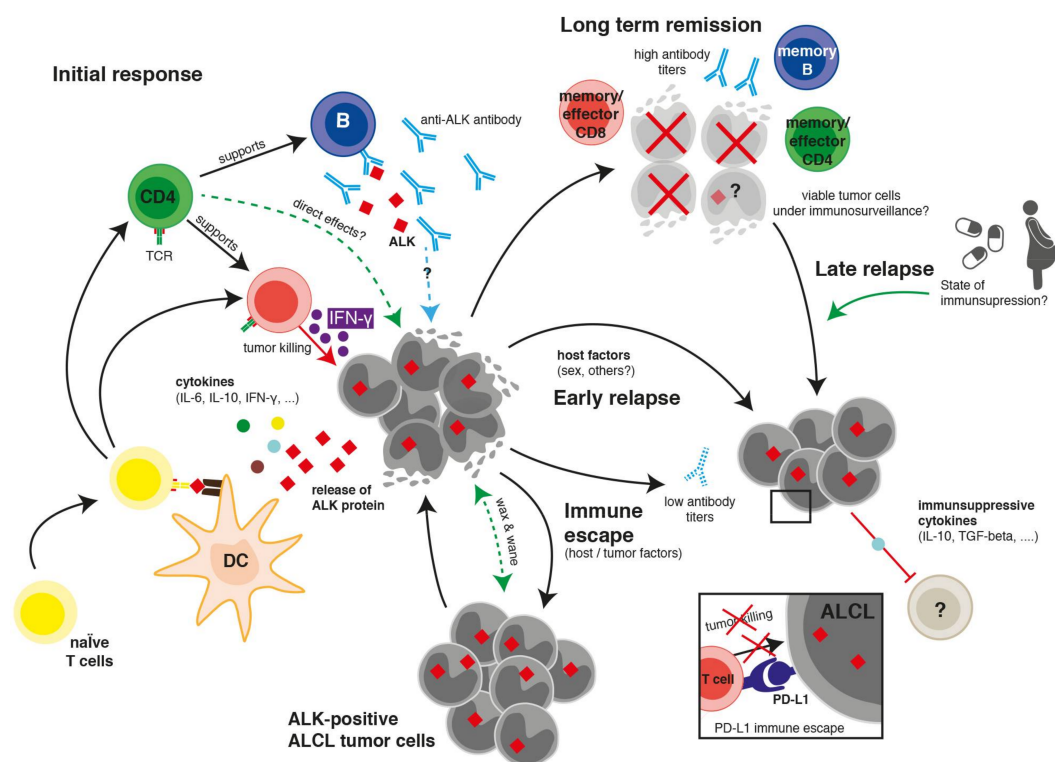 Long term remission
high antibody
titers
memory
B
Initial response
memory/
effector
CD8
memory/
effector
CD4
B
anti-ALK antibody
supports
CD4
direct effects?
ALK
?
viable tumor cells
under immunosurveillance?
TCR
supports
?
Late relapse
State of
immunsupression?
IFN-γ
tumor killing
host factors
(sex, others?)
cytokines
(IL-6, IL-10, IFN-γ, ...)
Early relapse
release of
ALK protein
low antibody
titers
Immune
escape
(host / tumor factors)
wax & wane
immunsuppressive
cytokines
(IL-10, TGF-beta, ....)
DC
?
naÏve
T cells
ALCL
tumor killing
T cell
PD-L1
PD-L1 immune escape
ALK-positive
ALCL tumor cells